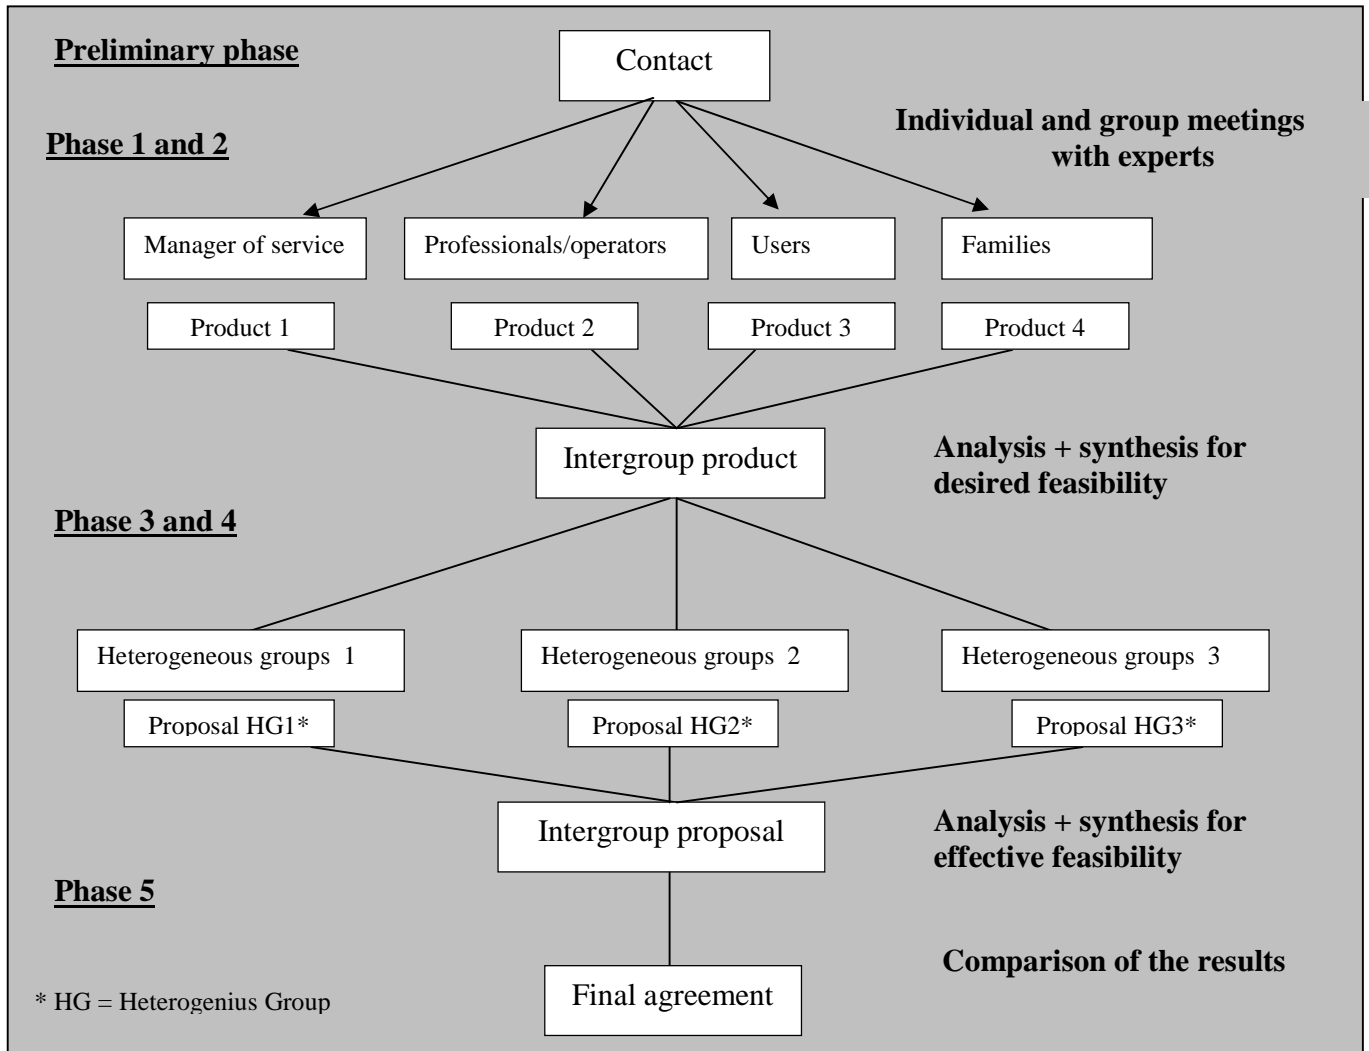 Preliminary phase
Contact
Individual and group meetings
with experts
Phase 1 and 2
Manager of service
Professionals/operators
Users
Families
Product 1
Product 2
Product 3
Product 4
Intergroup product
Analysis + synthesis for
desired feasibility
Phase 3 and 4
Heterogeneous groups 1
Heterogeneous groups 2
Heterogeneous groups 3
Proposal HG1*
Proposal HG2*
Proposal HG3*
Intergroup proposal
Analysis + synthesis for
effective feasibility
Phase 5
Comparison of the results
Final agreement
* HG = Heterogenius Group